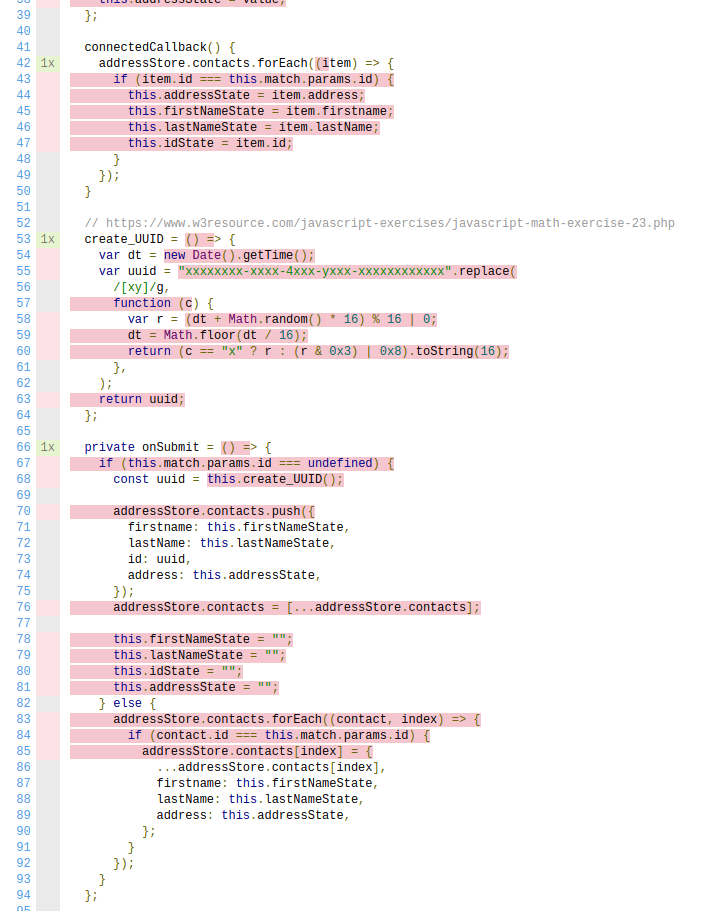 38 this.addressState = value;
39 };
40
41 connectedCallback() {
42 1x addressStore.contacts.forEach((item) => {
43 if (item.id === this.match.params.id) {
44 this.addressState = item.address;
45 this.firstNameState = item.firstname;
46 this.lastNameState = item.lastName;
47 this.idState = item.id;
48 }
49 });
50 }
51
52 // https://www.w3resource.com/javascript-exercises/javascript-math-exercise-23.php
53 1x create_UUID = () => {
54 var dt = new Date().getTime();
55 var uuid = "xxxxxxxx-xxxx-4xxx-yxxx-xxxxxxxxxxxx".replace(
56 /[xy]/g,
57 function (c) {
58 var r = (dt + Math.random() * 16) % 16 | 0;
59 dt = Math.floor(dt / 16);
60 return (c == "x" ? r : (r & 0x3) | 0x8).toString(16);
61 },
62 );
63 return uuid;
64 };
65
66 1x private onSubmit = () => {
67 if (this.match.params.id === undefined) {
68 const uuid = this.create_UUID();
69
70 addressStore.contacts.push({
71 firstname: this.firstNameState,
72 lastName: this.lastNameState,
73 id: uuid,
74 address: this.addressState,
75 });
76 addressStore.contacts = [...addressStore.contacts];
77
78 this.firstNameState = "";
79 this.lastNameState = "";
80 this.idState = "";
81 this.addressState = "";
82 } else {
83 addressStore.contacts.forEach((contact, index) => {
84 if (contact.id === this.match.params.id) {
85 addressStore.contacts[index] = {
86 ...addressStore.contacts[index],
87 firstname: this.firstNameState,
88 lastName: this.lastNameState,
89 address: this.addressState,
90 };
91 }
92 });
93 }
94 };
95